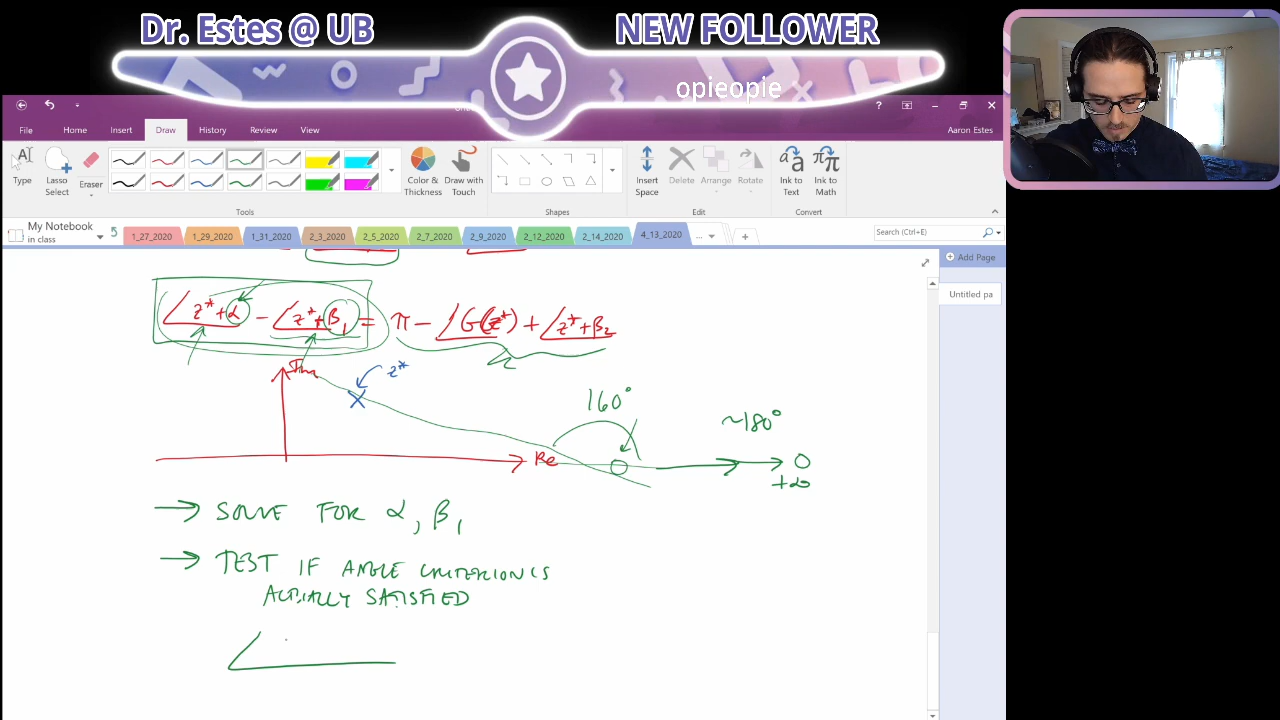 Dr. Estes @ UB
NEW FOLLOWER
opieopie
File Home Insert Draw History Review View
Aaron Estes
Type
Lasso Select
Eraser
Color & Thickness
Draw with Touch
Insert Space
Delete
Arrange
Rotate
Ink to Text
Ink to Math
Tools
Shapes
Edit
Convert
My Notebook
in class
1_27_2020 1_29_2020 1_31_2020 2_3_2020 2_5_2020 2_7_2020 2_9_2020 2_12_2020 2_14_2020 4_13_2020 ...
Search (Ctrl+E)
Add Page
Untitled pa
∠z*+α − ∠z*+β₁ = π − ∠G(z*) + ∠z*+β₂
Im
z*
160°
~180°
Re
+∞
→ SOLVE FOR α, β₁
→ TEST IF ANGLE CRITERION IS
ACTUALLY SATISFIED
∠